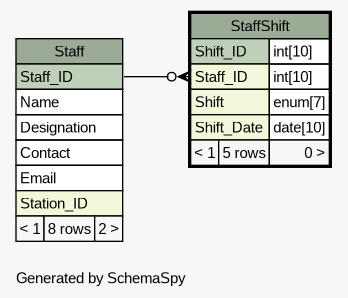 Staff
Staff_ID
Name
Designation
Contact
Email
Station_ID
< 1 8 rows 2 >
StaffShift
Shift_ID int[10]
Staff_ID int[10]
Shift enum[7]
Shift_Date date[10]
< 1 5 rows 0 >
Generated by SchemaSpy